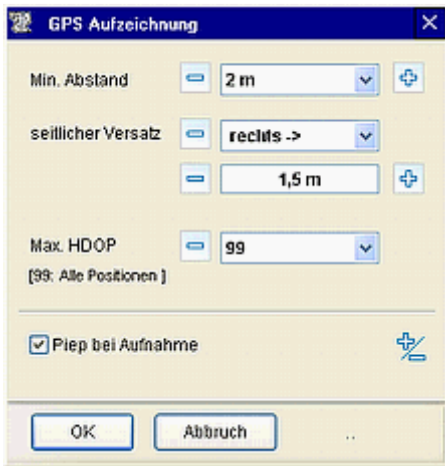 GPS Aufzeichnung
Min. Abstand 2 m
seitlicher Versatz rechts ->
1,5 m
Max. HDOP 99
[99: Alle Positionen ]
Piep bei Aufnahme
OK Abbruch ..